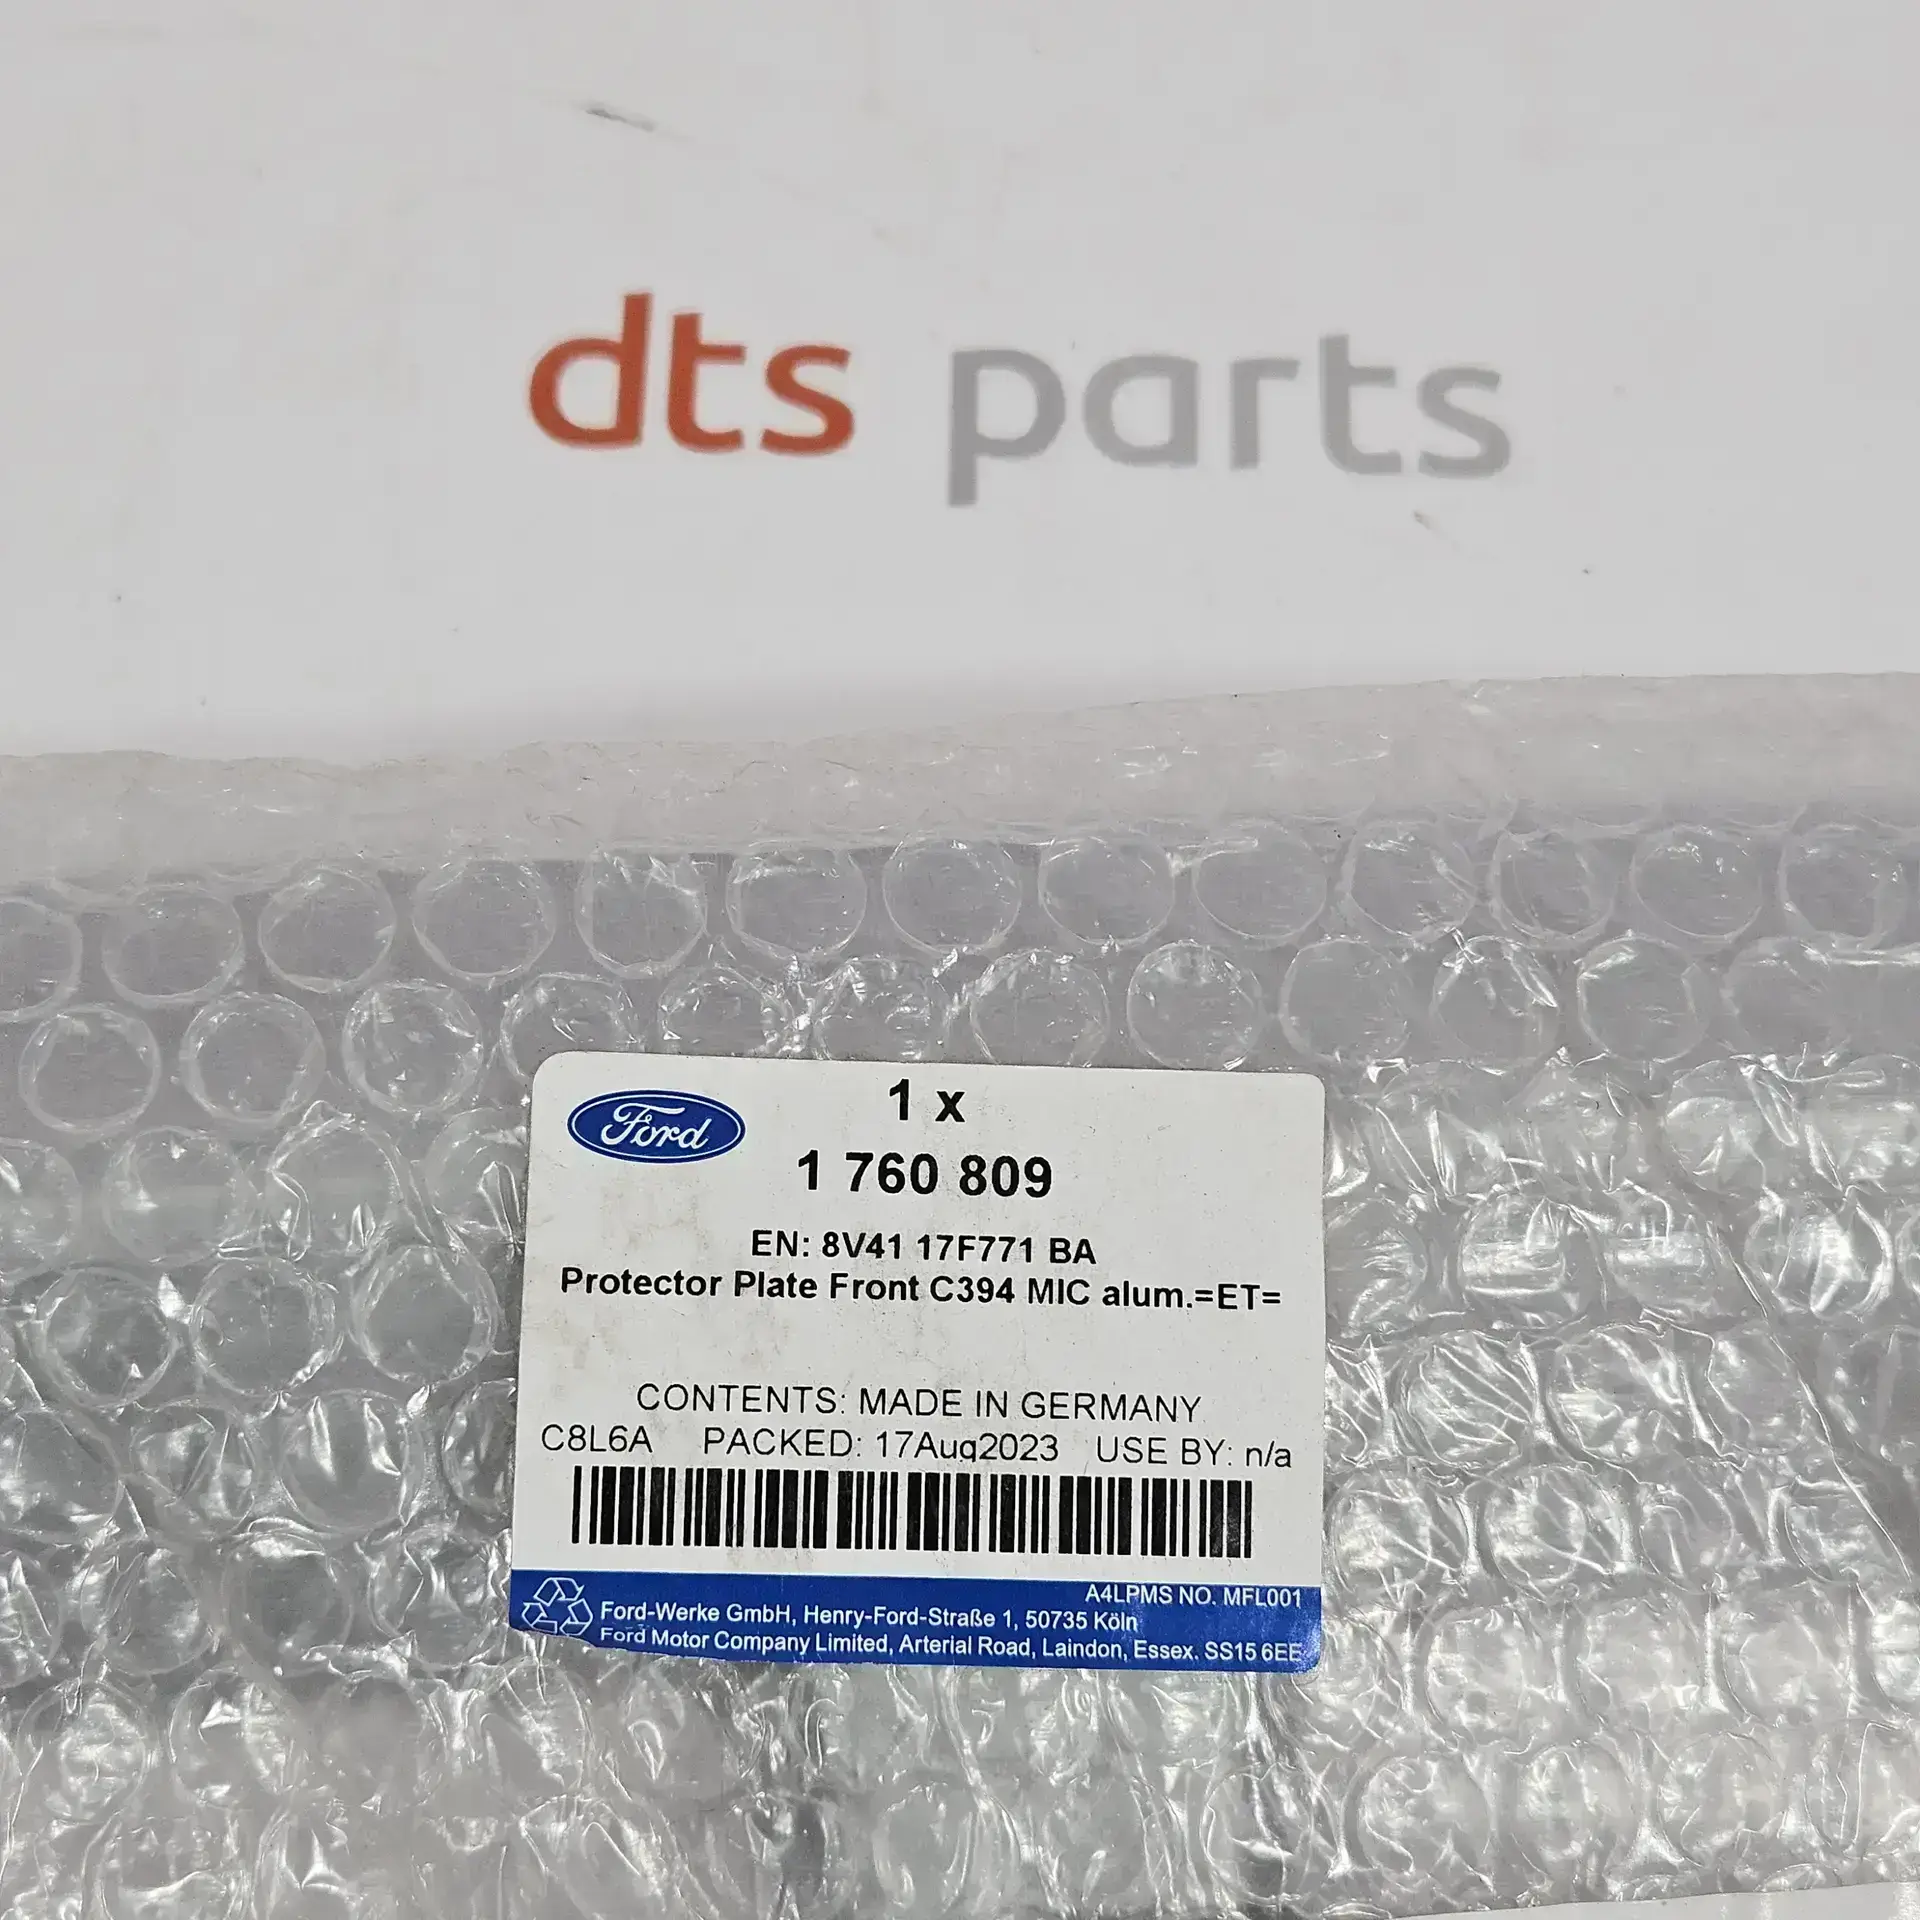 dts parts
Ford
1 x
1 760 809
EN: 8V41 17F771 BA
Protector Plate Front C394 MIC alum.=ET=
CONTENTS: MADE IN GERMANY
C8L6A PACKED: 17Aug2023 USE BY: n/a
A4LPMS NO. MFL001
Ford-Werke GmbH, Henry-Ford-Straße 1, 50735 Köln
Ford Motor Company Limited, Arterial Road, Laindon, Essex. SS15 6EE